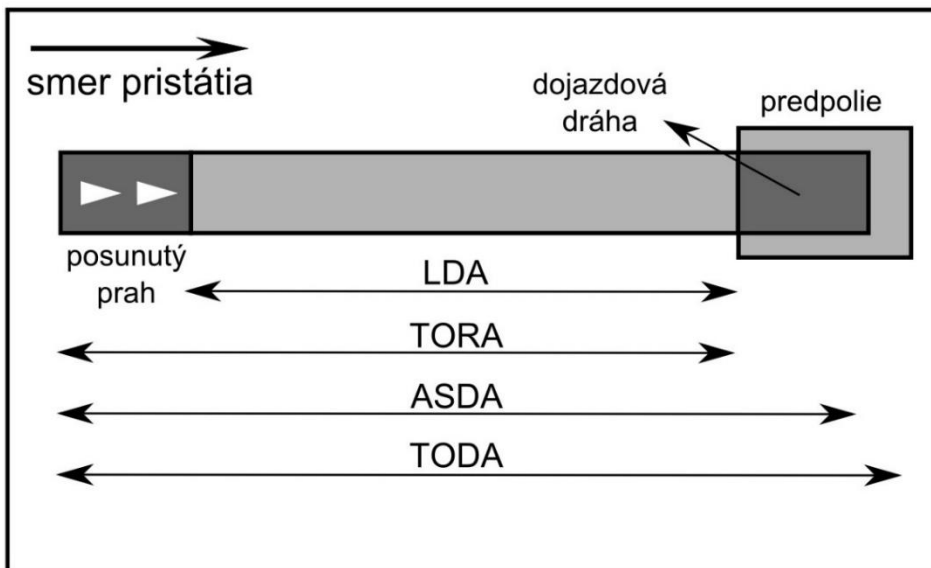 smer pristátia
dojazdová
dráha
predpolie
posunutý
prah
LDA
TORA
ASDA
TODA